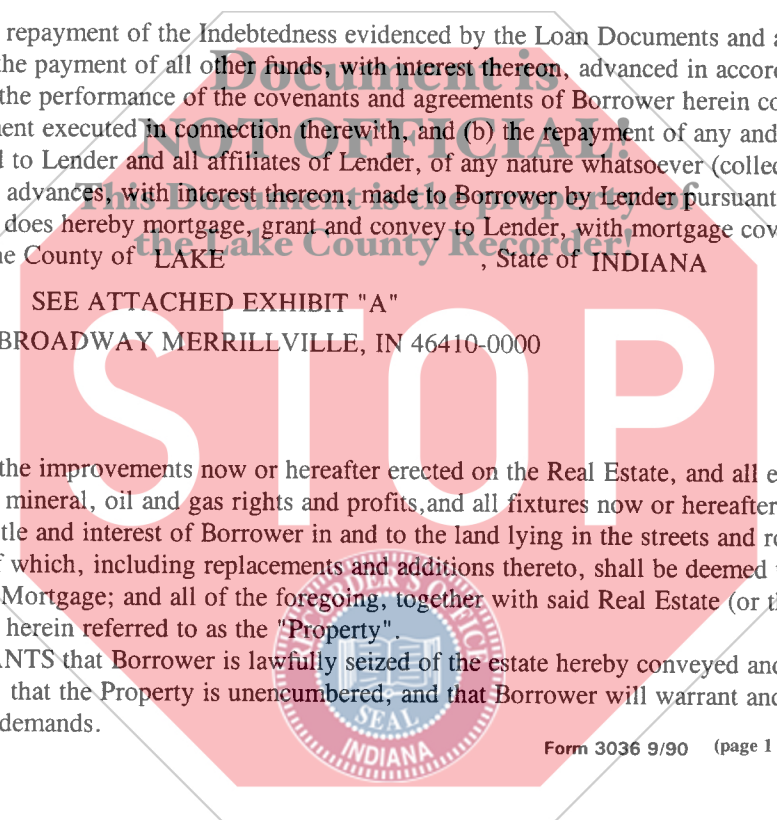 repayment of the Indebtedness evidenced by the Loan Documents and
Document is
the payment of all other funds, with interest thereon, advanced in accor
the performance of the covenants and agreements of Borrower herein co
NOT OFFICIAL!
ent executed in connection therewith, and (b) the repayment of any and
to Lender and all affiliates of Lender, of any nature whatsoever (collec
This Document is the property of
advances, with interest thereon, made to Borrower by Lender pursuant
does hereby mortgage, grant and convey to Lender, with mortgage cov
the Lake County Recorder!
e County of LAKE , State of INDIANA
SEE ATTACHED EXHIBIT "A"
BROADWAY MERRILLVILLE, IN 46410-0000
STOP
the improvements now or hereafter erected on the Real Estate, and all e
mineral, oil and gas rights and profits,and all fixtures now or hereafter
tle and interest of Borrower in and to the land lying in the streets and ro
f which, including replacements and additions thereto, shall be deemed
Mortgage; and all of the foregoing, together with said Real Estate (or th
herein referred to as the "Property".
ANTS that Borrower is lawfully seized of the estate hereby conveyed and
that the Property is unencumbered, and that Borrower will warrant and
demands.
RECORDER'S OFFICE
SEAL
INDIANA
Form 3036 9/90 (page 1